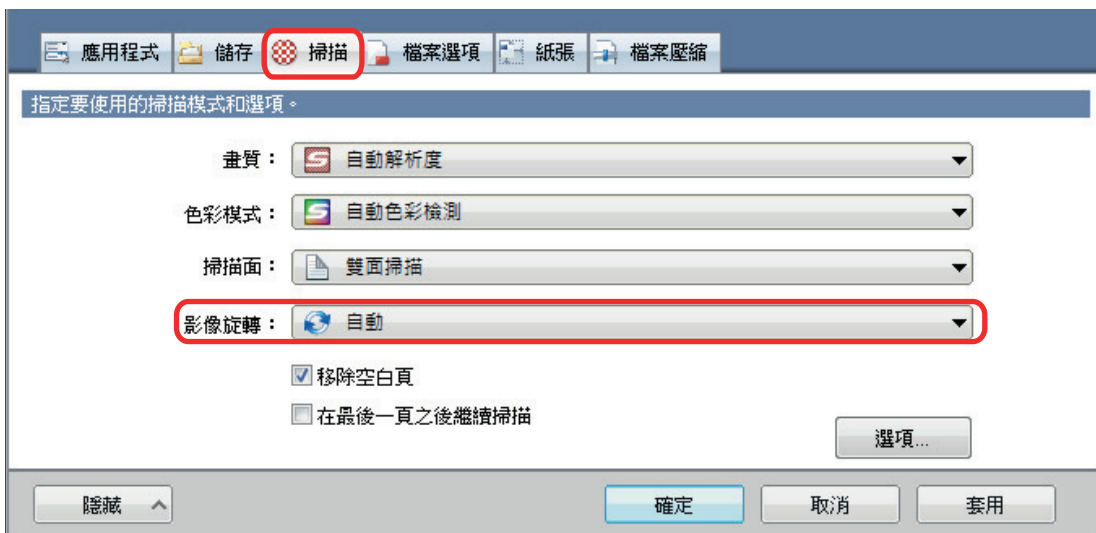 應用程式 儲存 掃描 檔案選項 紙張 檔案壓縮
指定要使用的掃描模式和選項。
畫質： 自動解析度
色彩模式： 自動色彩檢測
掃描面： 雙面掃描
影像旋轉： 自動
移除空白頁
在最後一頁之後繼續掃描
選項...
隱藏 確定 取消 套用